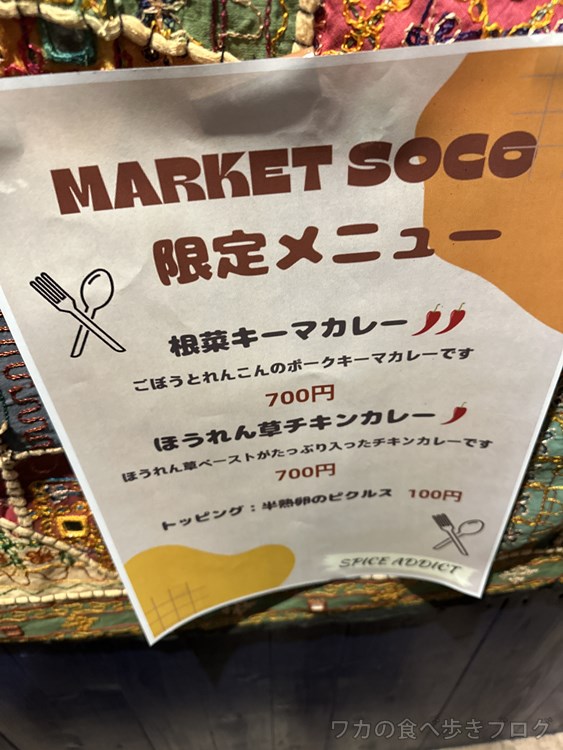 MARKET SOCO
限定メニュー
根菜キーマカレー
ごぼうとれんこんのポークキーマカレーです
700円
ほうれん草チキンカレー
ほうれん草ペーストがたっぷり入ったチキンカレーです
700円
トッピング：半熟卵のピクルス 100円
SPICE ADDICT
ワカの食べ歩きブログ